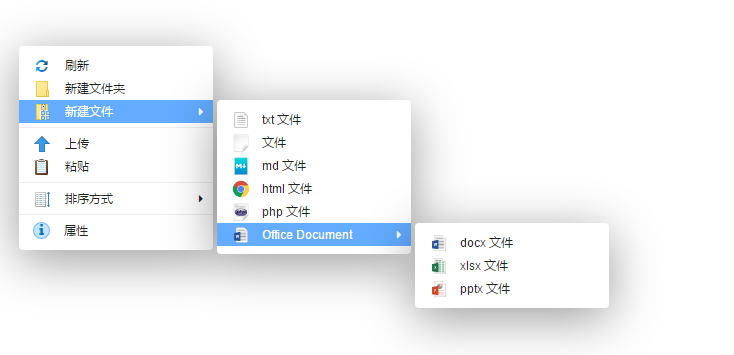 刷新
新建文件夹
新建文件
上传
粘贴
排序方式
属性
txt 文件
文件
md 文件
html 文件
php 文件
Office Document
docx 文件
xlsx 文件
pptx 文件